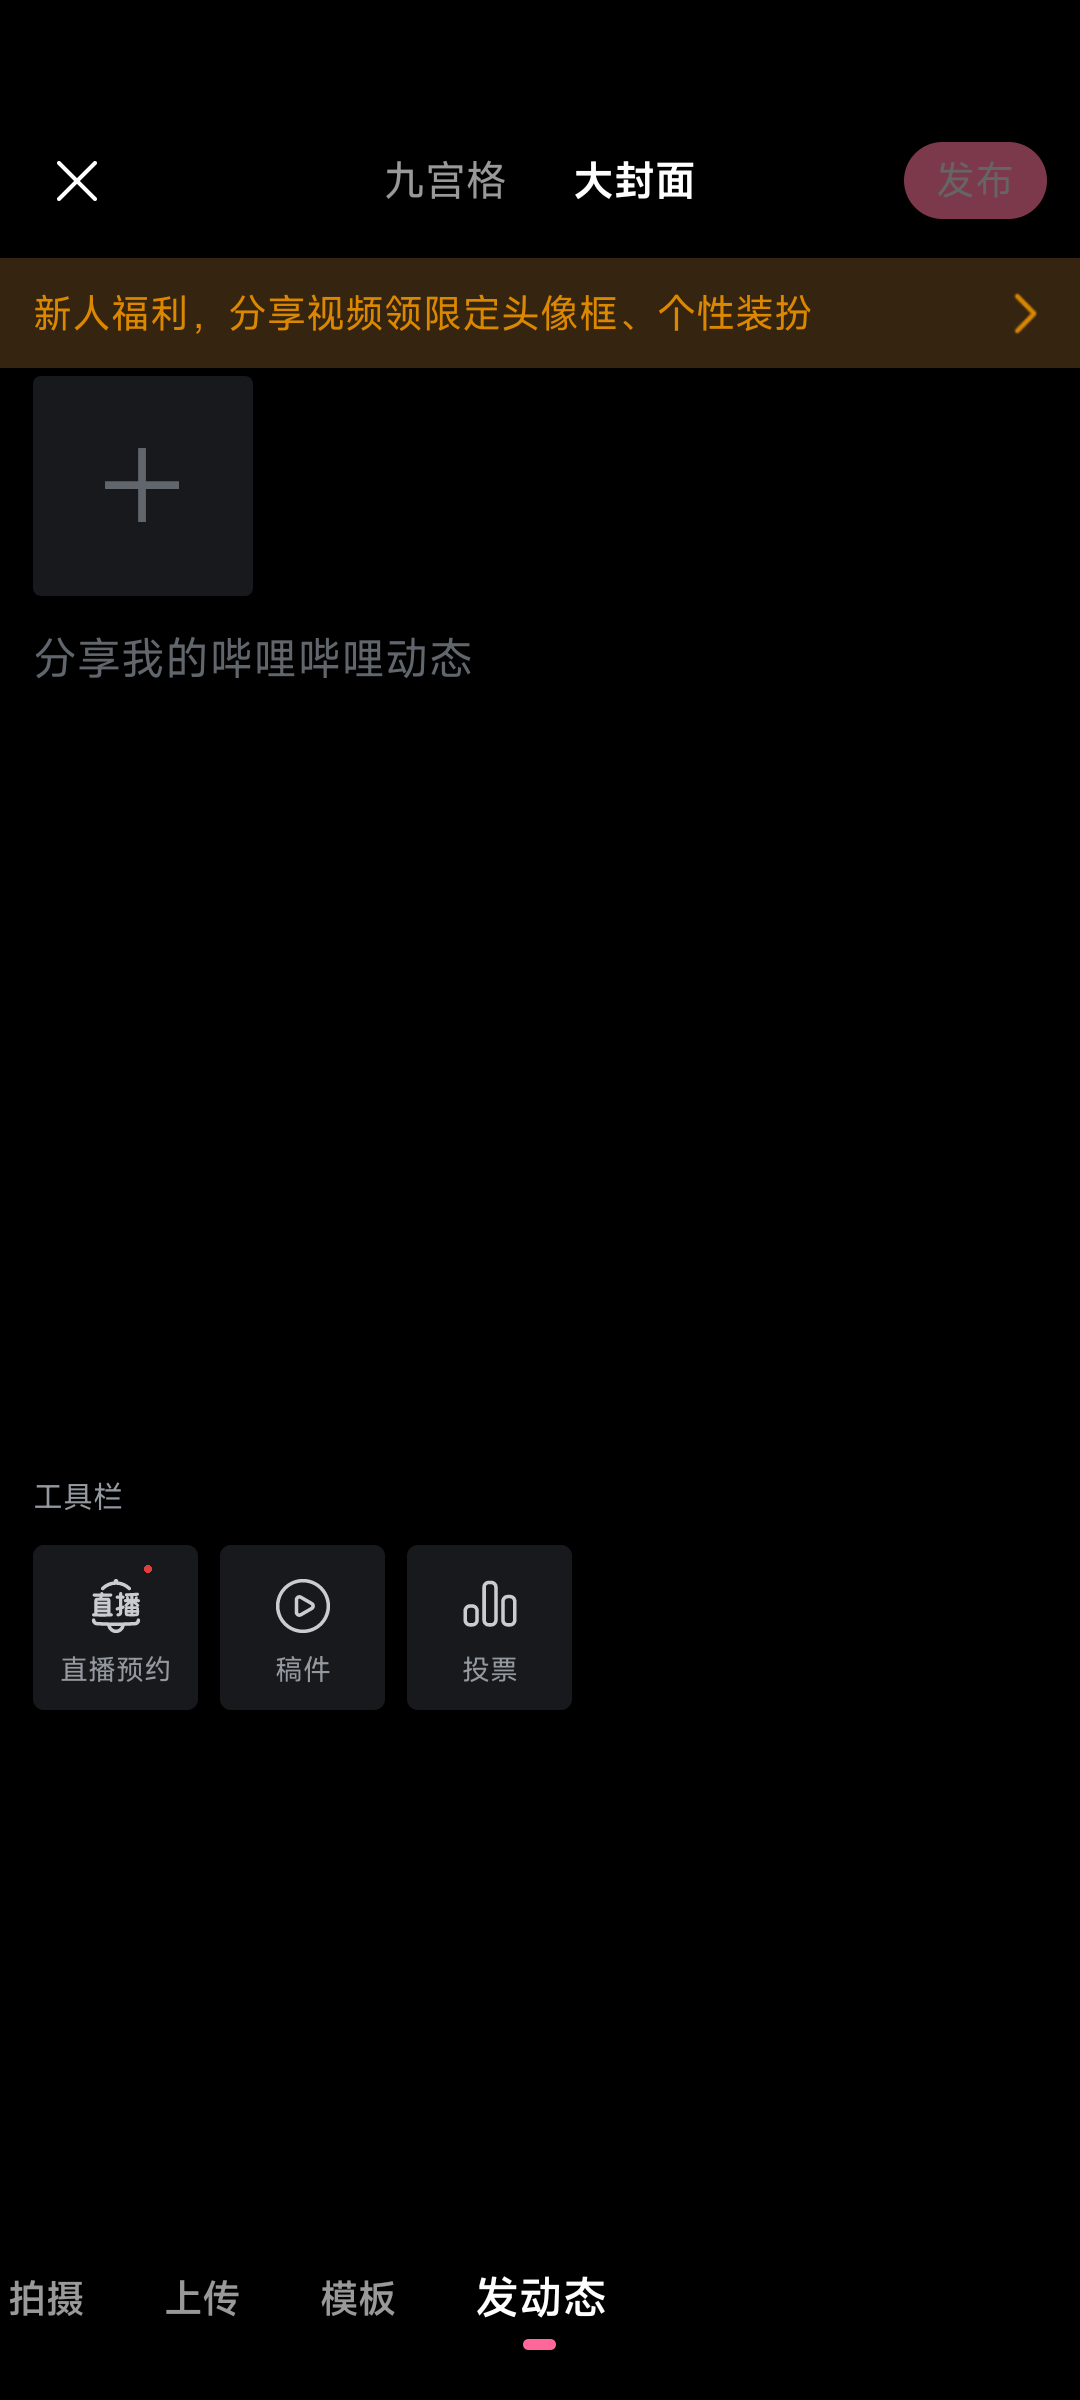 九宫格 大封面 发布
新人福利，分享视频领限定头像框、个性装扮
分享我的哔哩哔哩动态
工具栏
直播
直播预约 稿件 投票
拍摄 上传 模板 发动态